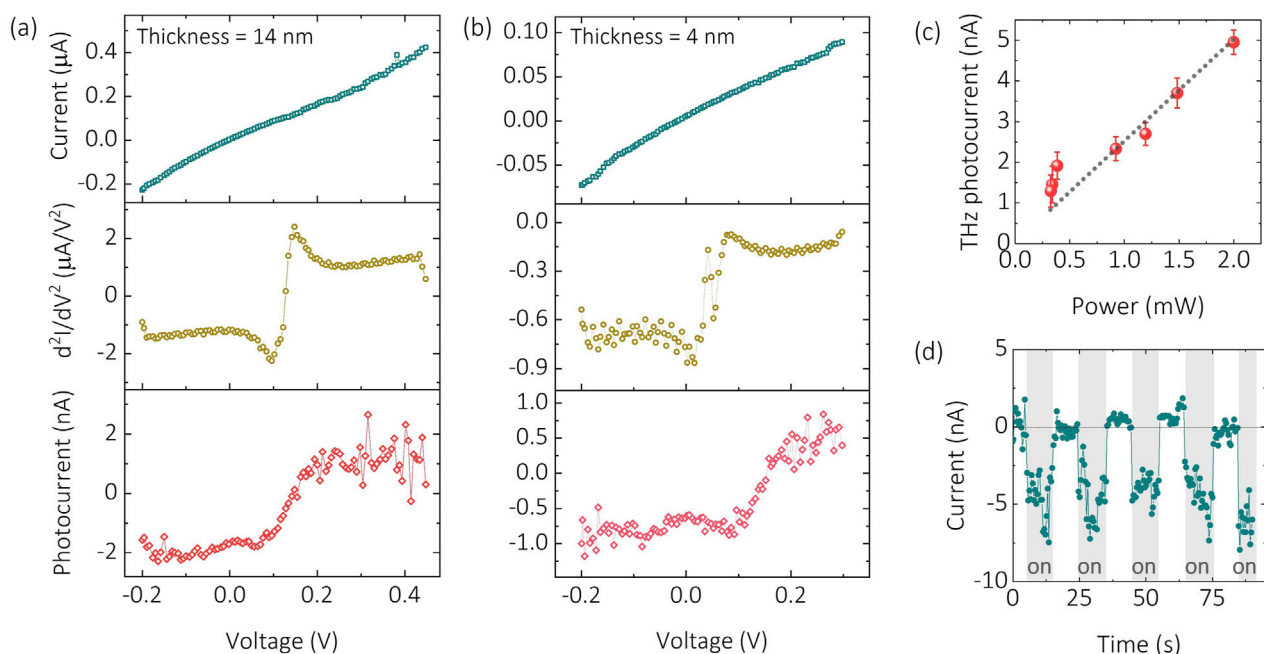 (a)
Thickness = 14 nm
Current (µA)
0.4
0.2
0.0
-0.2
d²I/dV² (µA/V²)
2
0
-2
Photocurrent (nA)
2
0
-2
-0.2 0.0 0.2 0.4
Voltage (V)
(b)
Thickness = 4 nm
0.10
0.05
0.00
-0.05
0.0
-0.3
-0.6
-0.9
1.0
0.5
0.0
-0.5
-1.0
-0.2 0.0 0.2
Voltage (V)
(c)
THz photocurrent (nA)
5
4
3
2
1
0
0.0 0.5 1.0 1.5 2.0
Power (mW)
(d)
Current (nA)
5
0
-5
-10
on on on on on
0 25 50 75
Time (s)